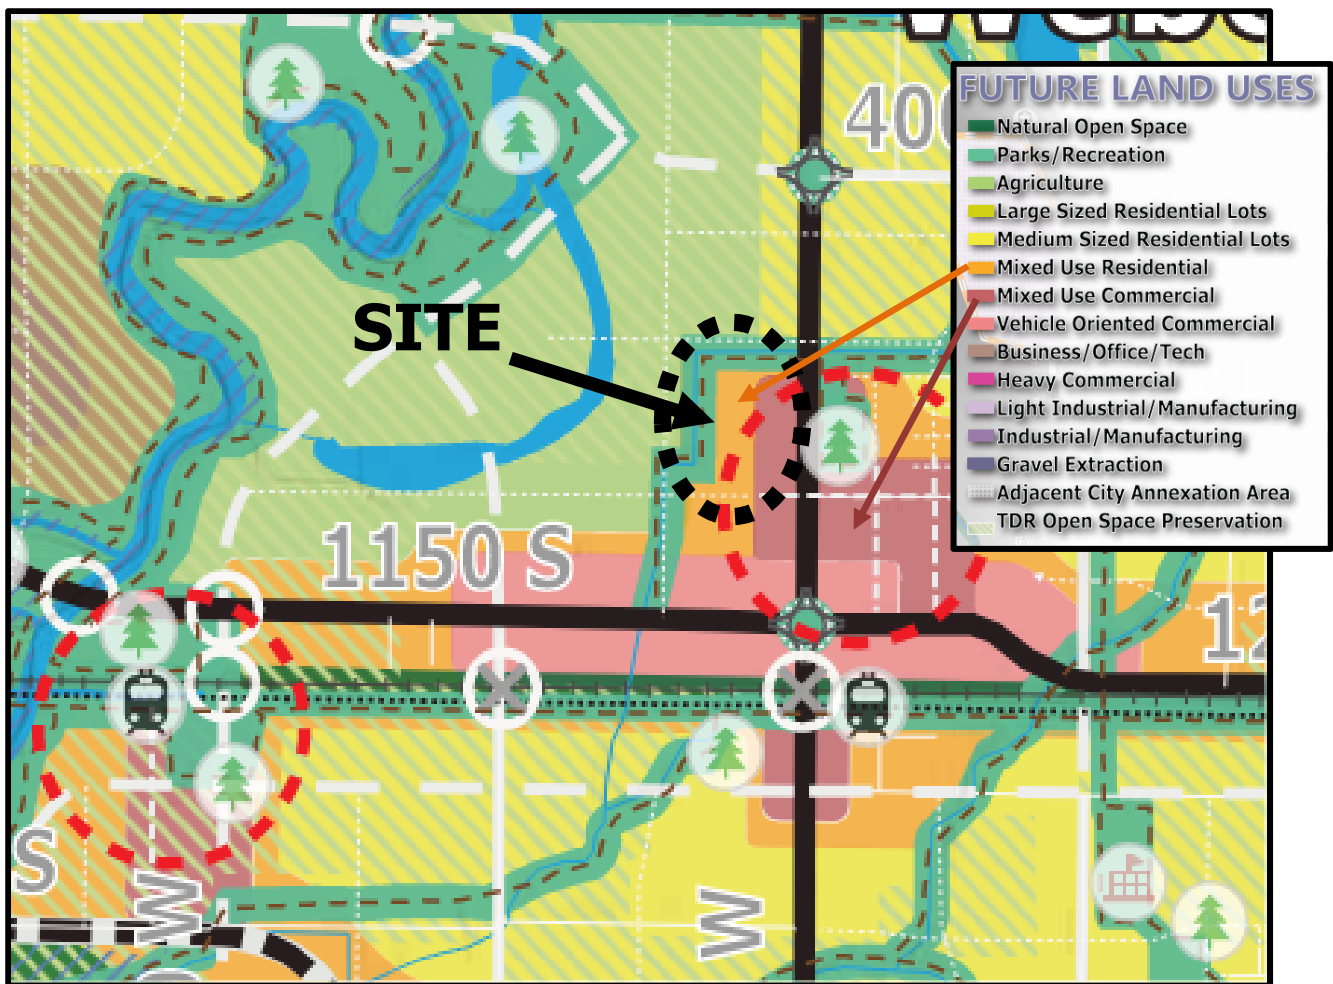 400
FUTURE LAND USES
Natural Open Space
Parks/Recreation
Agriculture
Large Sized Residential Lots
Medium Sized Residential Lots
Mixed Use Residential
Mixed Use Commercial
Vehicle Oriented Commercial
Business/Office/Tech
Heavy Commercial
Light Industrial/Manufacturing
Industrial/Manufacturing
Gravel Extraction
Adjacent City Annexation Area
TDR Open Space Preservation
SITE
1150 S
12
S
W
W